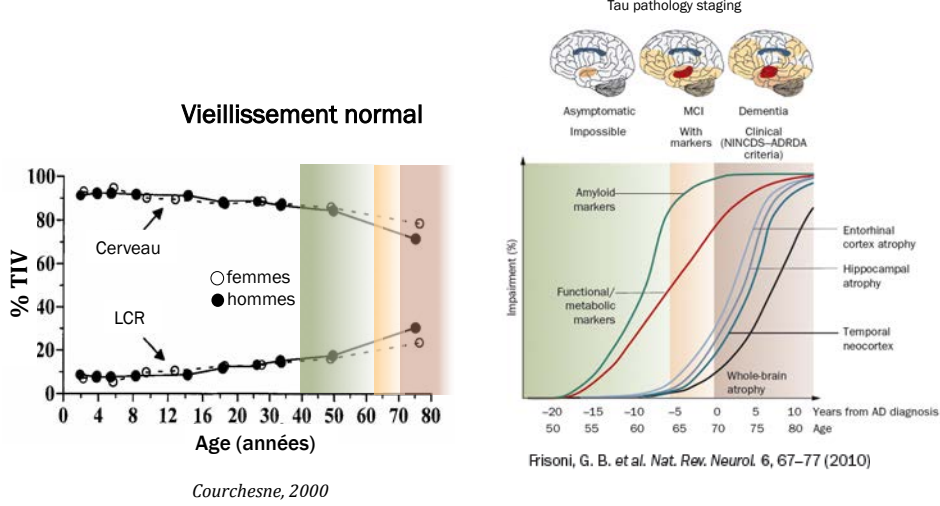 Tau pathology staging
Asymptomatic MCI Dementia
Impossible With markers Clinical (NINCDS–ADRDA criteria)
Vieillissement normal
100
80
60
40
20
0
% TIV
Cerveau
LCR
femmes
hommes
0 4 8 12 16 20 24 30 40 50 60 70 80
Age (années)
Courchesne, 2000
Impairment (%)
Amyloid
markers
Functional/
metabolic
markers
Entorhinal
cortex atrophy
Hippocampal
atrophy
Temporal
neocortex
Whole-brain
atrophy
–20 –15 –10 –5 0 5 10 Years from AD diagnosis
50 55 60 65 70 75 80 Age
Frisoni, G. B. et al. Nat. Rev. Neurol. 6, 67–77 (2010)